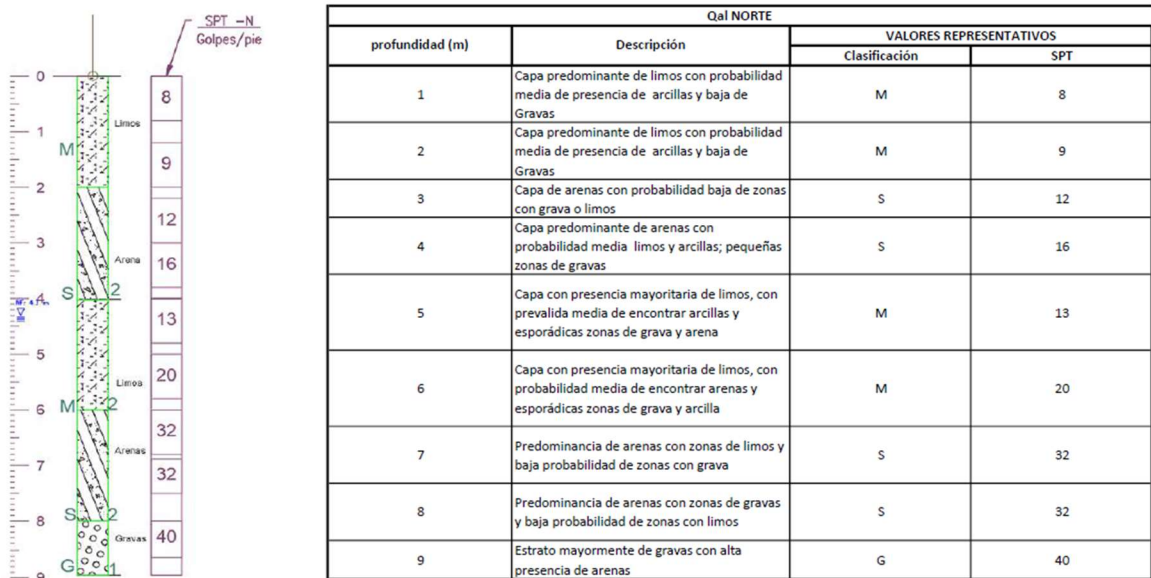 SPT -N
Golpes/pie
0
8
Limos
1
M
9
2
12
3
Arena
16
S 2
4
13
5
20
Limos
M 2
6
32
Arenas
7
32
S 2
8
Gravas
40
G 1
9
Qal NORTE
profundidad (m) Descripción VALORES REPRESENTATIVOS
Clasificación SPT
Capa predominante de limos con probabilidad
1 media de presencia de arcillas y baja de M 8
Gravas
Capa predominante de limos con probabilidad
2 media de presencia de arcillas y baja de M 9
Gravas
3 Capa de arenas con probabilidad baja de zonas S 12
con grava o limos
Capa predominante de arenas con
4 probabilidad media limos y arcillas; pequeñas S 16
zonas de gravas
Capa con presencia mayoritaria de limos, con
5 prevalida media de encontrar arcillas y M 13
esporádicas zonas de grava y arena
Capa con presencia mayoritaria de limos, con
6 probabilidad media de encontrar arenas y M 20
esporádicas zonas de grava y arcilla
7 Predominancia de arenas con zonas de limos y S 32
baja probabilidad de zonas con grava
8 Predominancia de arenas con zonas de gravas S 32
y baja probabilidad de zonas con limos
9 Estrato mayormente de gravas con alta G 40
presencia de arenas